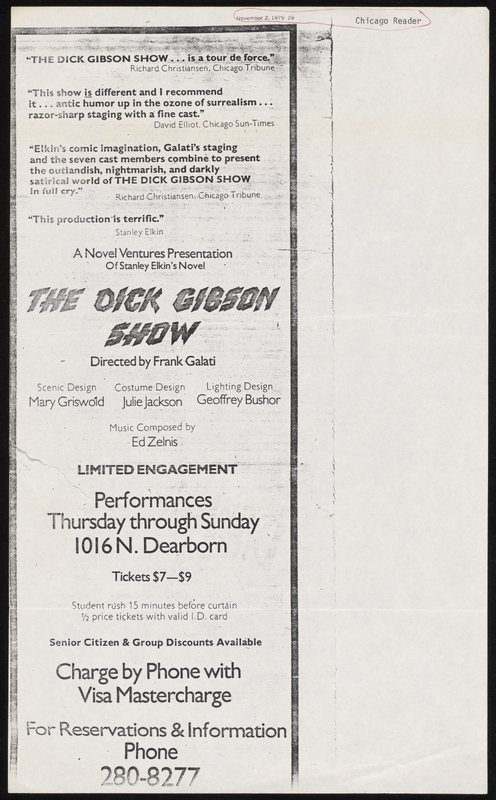 November 2, 1979 29
Chicago Reader
"THE DICK GIBSON SHOW . . . is a tour de force."
Richard Christiansen, Chicago Tribune
"This show is different and I recommend
it . . . antic humor up in the ozone of surrealism . . .
razor-sharp staging with a fine cast."
David Elliot, Chicago Sun-Times
"Elkin's comic imagination, Galati's staging
and the seven cast members combine to present
the outlandish, nightmarish, and darkly
satirical world of THE DICK GIBSON SHOW
in full cry."
Richard Christiansen, Chicago Tribune
"This production is terrific."
Stanley Elkin
A Novel Ventures Presentation
Of Stanley Elkin's Novel
THE DICK GIBSON
SHOW
Directed by Frank Galati
Scenic Design Costume Design Lighting Design
Mary Griswold Julie Jackson Geoffrey Bushor
Music Composed by
Ed Zelnis
LIMITED ENGAGEMENT
Performances
Thursday through Sunday
1016 N. Dearborn
Tickets $7—$9
Student rush 15 minutes before curtain
½ price tickets with valid I.D. card
Senior Citizen & Group Discounts Available
Charge by Phone with
Visa Mastercharge
For Reservations & Information
Phone
280-8277